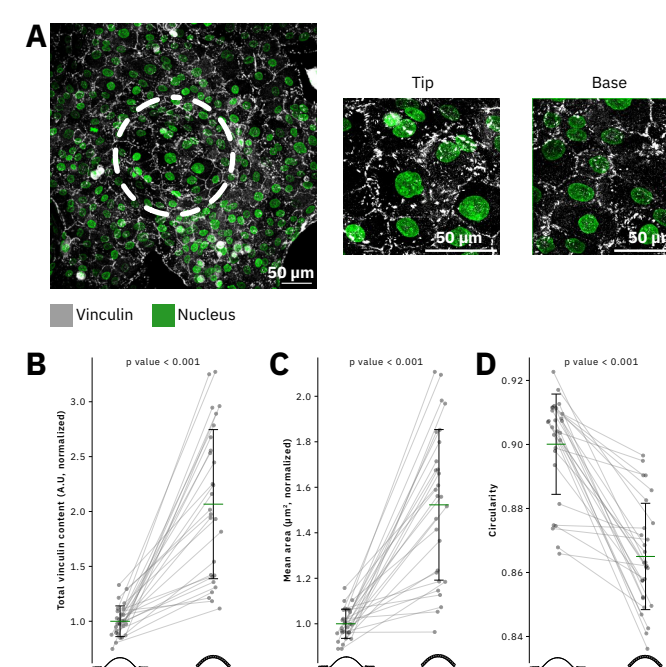 A
Tip
Base
50 μm
50 μm
50 μ
Vinculin
Nucleus
B
p value < 0.001
Total vinculin content (A.U, normalized)
3.0
2.5
2.0
1.5
1.0
C
p value < 0.001
Mean area (μm², normalized)
2.0
1.8
1.6
1.4
1.2
1.0
D
p value < 0.001
Circularity
0.92
0.90
0.88
0.86
0.84